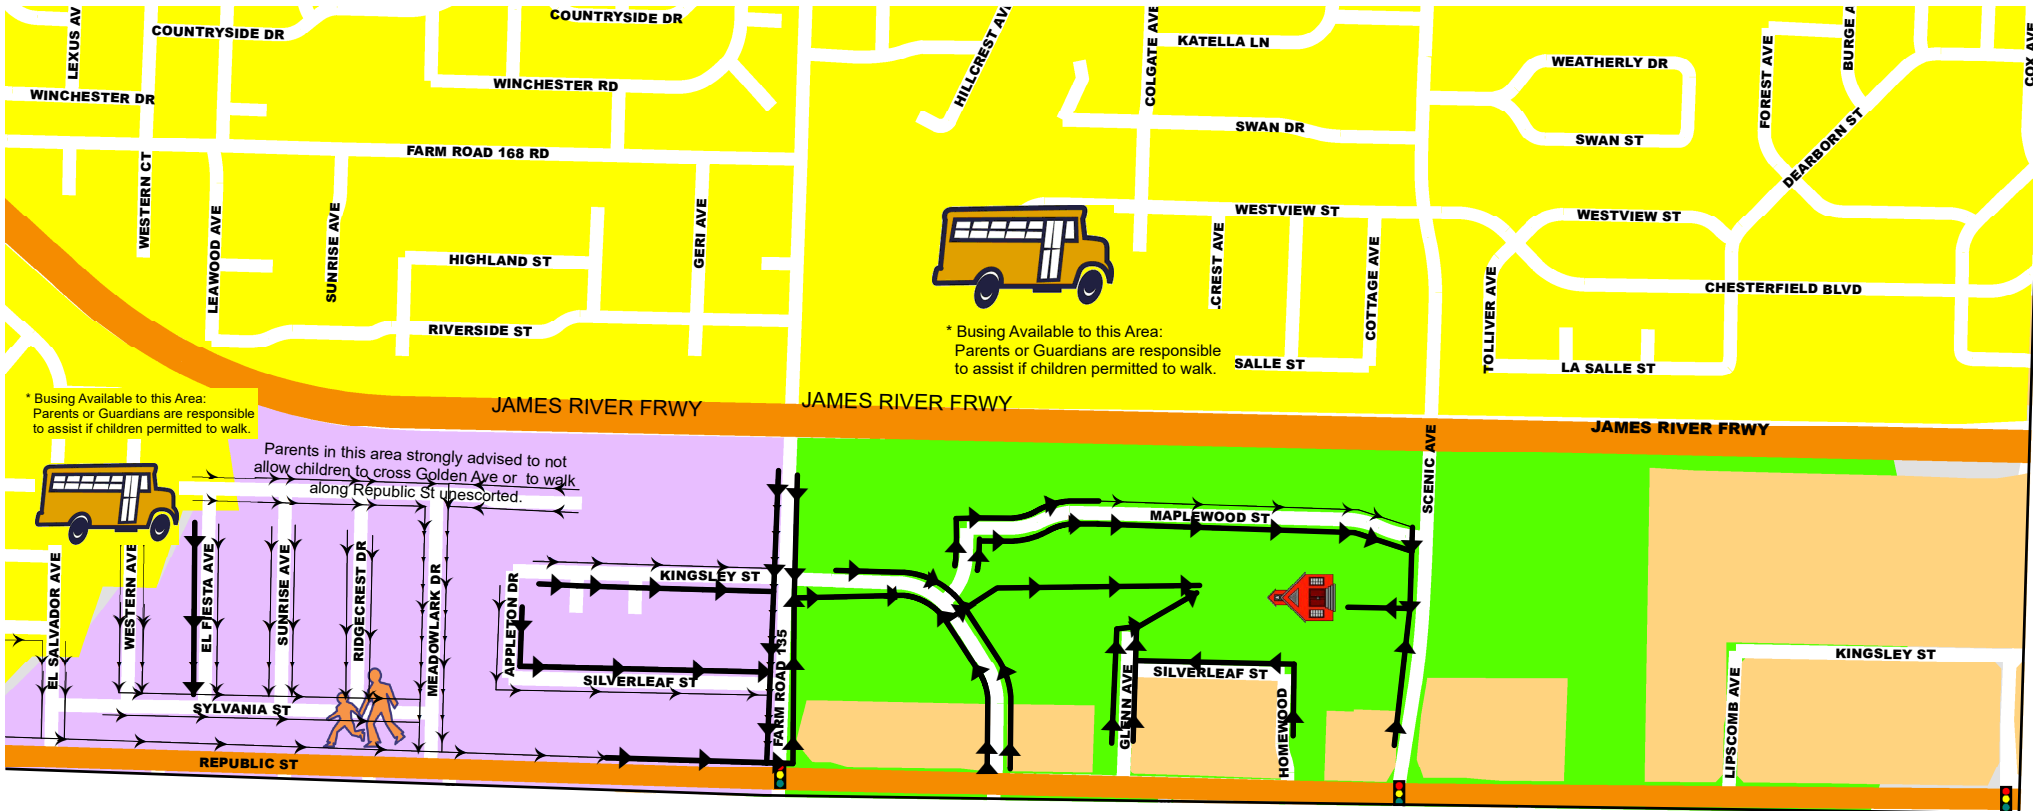 LEXUS AV
COUNTRYSIDE DR
COUNTRYSIDE DR
HILLCREST AV
COLGATE AVE
KATELLA LN
WEATHERLY DR
FOREST AVE
BURGE A
COX AVE
WINCHESTER DR
WINCHESTER RD
SWAN DR
SWAN ST
DEARBORN ST
FARM ROAD 168 RD
WESTERN CT
LEAWOOD AVE
SUNRISE AVE
GERI AVE
HIGHLAND ST
RIVERSIDE ST
WESTVIEW ST
WESTVIEW ST
CREST AVE
COTTAGE AVE
TOLLIVER AVE
CHESTERFIELD BLVD
* Busing Available to this Area:
Parents or Guardians are responsible
to assist if children permitted to walk.
SALLE ST
LA SALLE ST
* Busing Available to this Area:
Parents or Guardians are responsible
to assist if children permitted to walk.
JAMES RIVER FRWY
JAMES RIVER FRWY
JAMES RIVER FRWY
Parents in this area strongly advised to not
allow children to cross Golden Ave or to walk
along Republic St unescorted.
SCENIC AVE
MAPLEWOOD ST
EL SALVADOR AVE
WESTERN AVE
EL FIESTA AVE
SUNRISE AVE
RIDGECREST DR
MEADOWLARK DR
APPLETON DR
KINGSLEY ST
SILVERLEAF ST
FARM ROAD 135
GLENN AVE
SILVERLEAF ST
HOMEWOOD
LIPSCOMB AVE
KINGSLEY ST
SYLVANIA ST
REPUBLIC ST